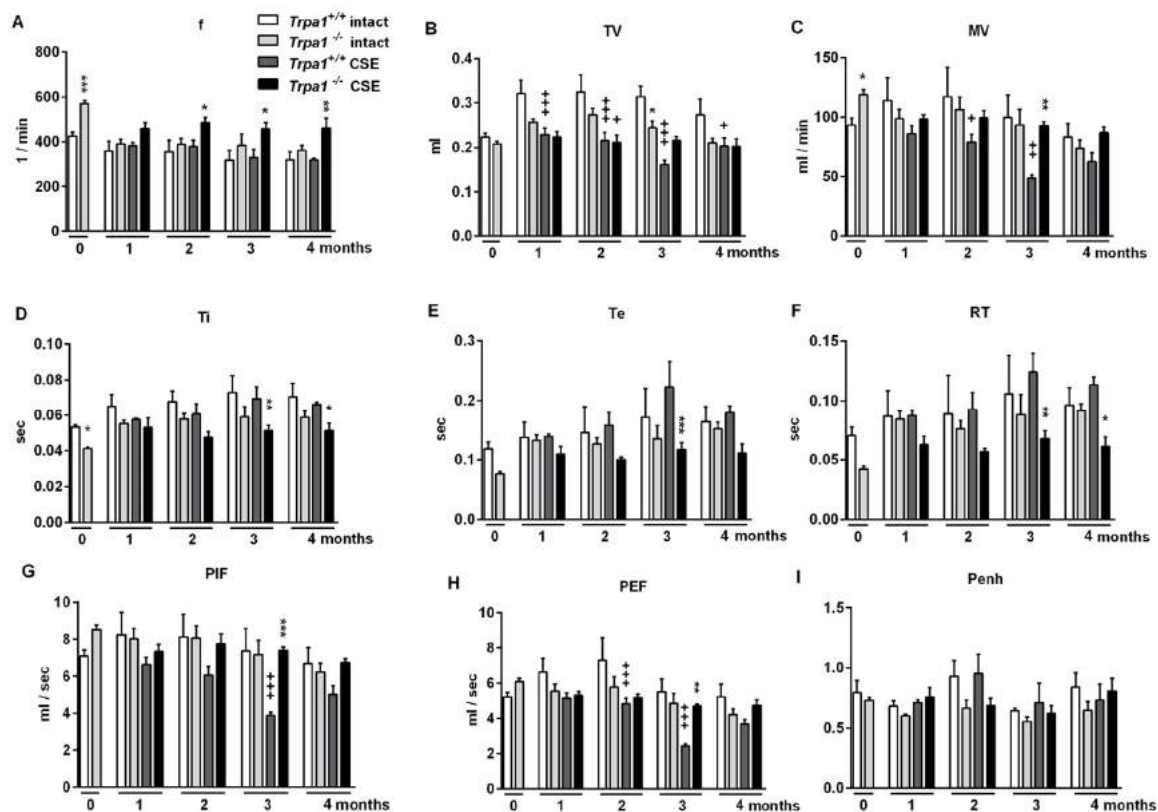 A
f
Trpa1+/+ intact
Trpa1 -/- intact
Trpa1+/+ CSE
Trpa1 -/- CSE
800
600
400
200
0
1 / min
***
*
*
**
0 1 2 3 4 months
B
TV
0.4
0.3
0.2
0.1
0.0
ml
+++
+++
+
*
+++
+
0 1 2 3 4 months
C
MV
150
100
50
0
ml / min
*
+
++
**
0 1 2 3 4 months
D
Ti
0.10
0.08
0.06
0.04
0.02
0.00
sec
*
**
*
0 1 2 3 4 months
E
Te
0.3
0.2
0.1
0.0
sec
***
0 1 2 3 4 months
F
RT
0.15
0.10
0.05
0.00
sec
**
*
0 1 2 3 4 months
G
PIF
10
8
6
4
2
0
ml / sec
+++
***
0 1 2 3 4 months
H
PEF
10
8
6
4
2
0
ml / sec
+++
+++
**
0 1 2 3 4 months
I
Penh
1.5
1.0
0.5
0.0
0 1 2 3 4 months